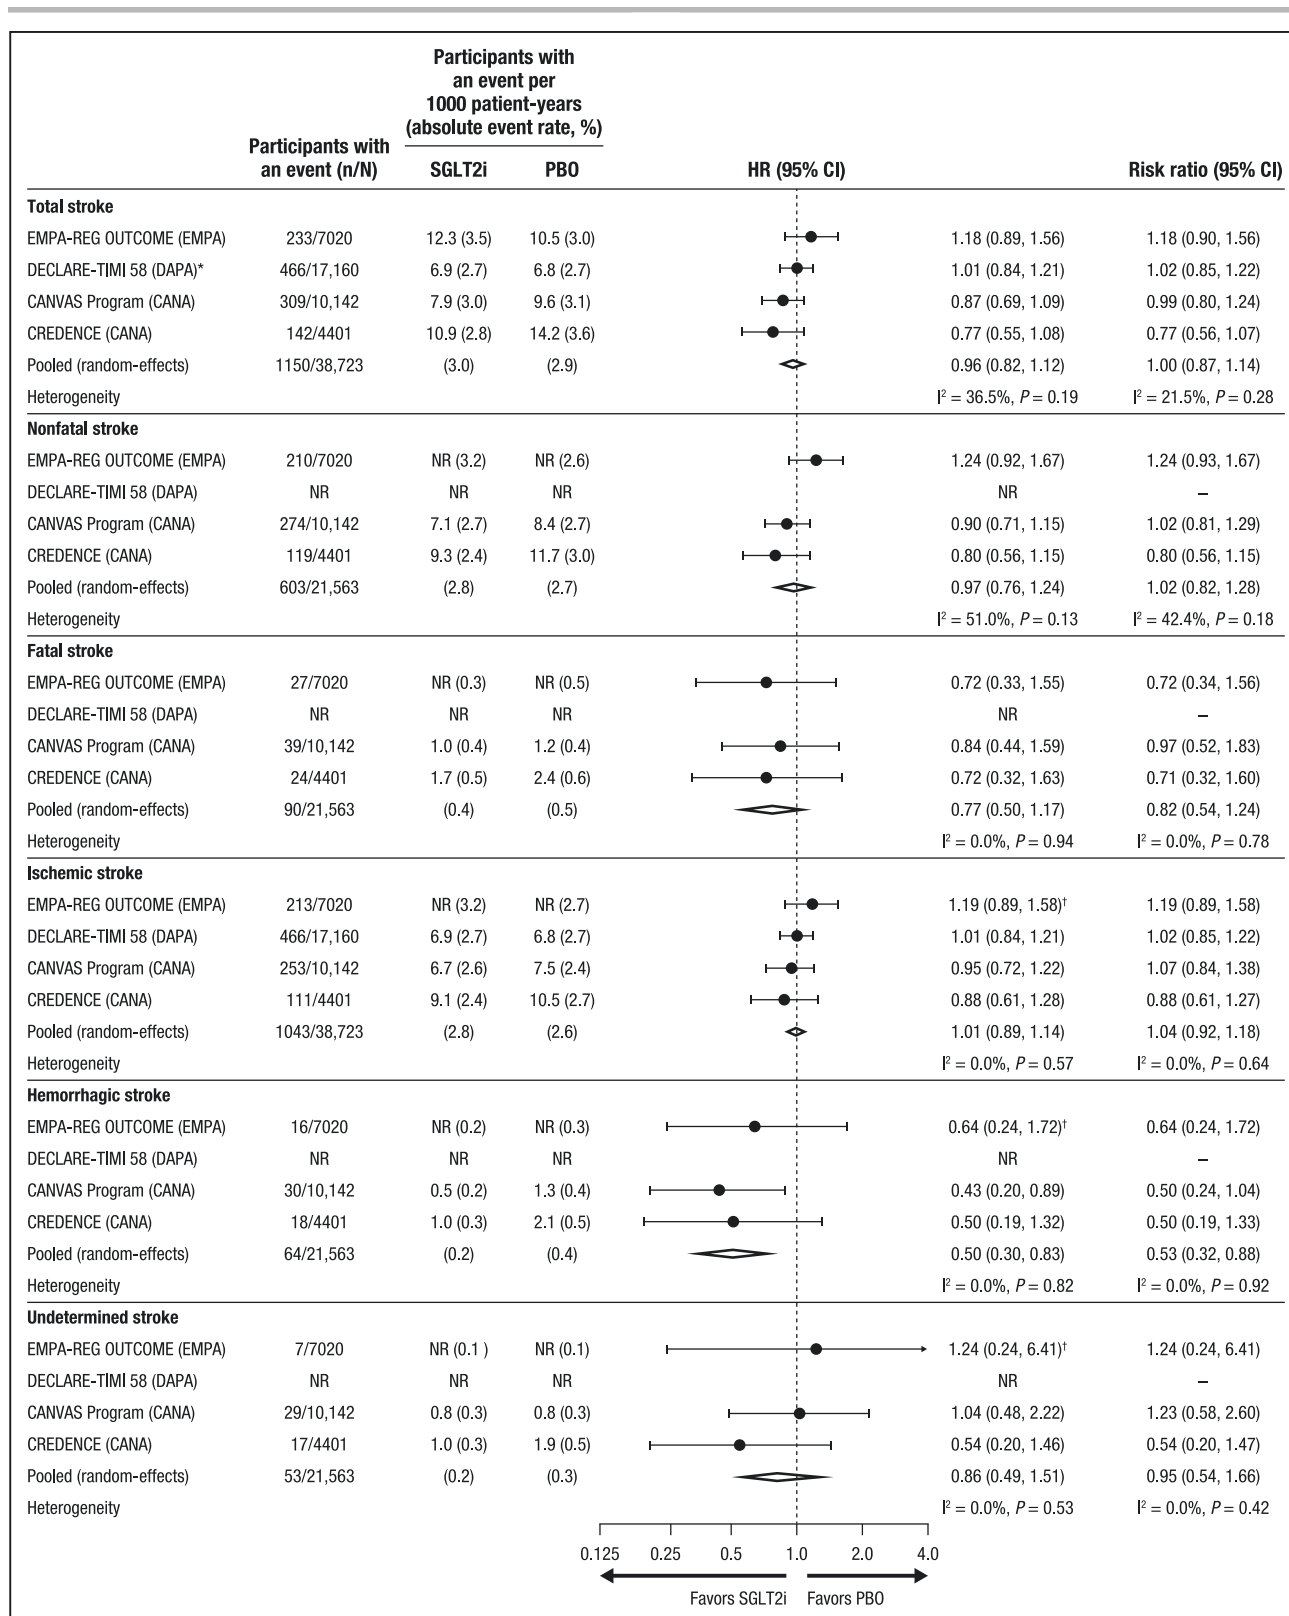 Participants with
an event per
1000 patient-years
(absolute event rate, %)
Participants with
an event (n/N) SGLT2i PBO HR (95% CI) Risk ratio (95% CI)
Total stroke
EMPA-REG OUTCOME (EMPA) 233/7020 12.3 (3.5) 10.5 (3.0) 1.18 (0.89, 1.56) 1.18 (0.90, 1.56)
DECLARE-TIMI 58 (DAPA)* 466/17,160 6.9 (2.7) 6.8 (2.7) 1.01 (0.84, 1.21) 1.02 (0.85, 1.22)
CANVAS Program (CANA) 309/10,142 7.9 (3.0) 9.6 (3.1) 0.87 (0.69, 1.09) 0.99 (0.80, 1.24)
CREDENCE (CANA) 142/4401 10.9 (2.8) 14.2 (3.6) 0.77 (0.55, 1.08) 0.77 (0.56, 1.07)
Pooled (random-effects) 1150/38,723 (3.0) (2.9) 0.96 (0.82, 1.12) 1.00 (0.87, 1.14)
Heterogeneity I² = 36.5%, P = 0.19 I² = 21.5%, P = 0.28
Nonfatal stroke
EMPA-REG OUTCOME (EMPA) 210/7020 NR (3.2) NR (2.6) 1.24 (0.92, 1.67) 1.24 (0.93, 1.67)
DECLARE-TIMI 58 (DAPA) NR NR NR NR –
CANVAS Program (CANA) 274/10,142 7.1 (2.7) 8.4 (2.7) 0.90 (0.71, 1.15) 1.02 (0.81, 1.29)
CREDENCE (CANA) 119/4401 9.3 (2.4) 11.7 (3.0) 0.80 (0.56, 1.15) 0.80 (0.56, 1.15)
Pooled (random-effects) 603/21,563 (2.8) (2.7) 0.97 (0.76, 1.24) 1.02 (0.82, 1.28)
Heterogeneity I² = 51.0%, P = 0.13 I² = 42.4%, P = 0.18
Fatal stroke
EMPA-REG OUTCOME (EMPA) 27/7020 NR (0.3) NR (0.5) 0.72 (0.33, 1.55) 0.72 (0.34, 1.56)
DECLARE-TIMI 58 (DAPA) NR NR NR NR –
CANVAS Program (CANA) 39/10,142 1.0 (0.4) 1.2 (0.4) 0.84 (0.44, 1.59) 0.97 (0.52, 1.83)
CREDENCE (CANA) 24/4401 1.7 (0.5) 2.4 (0.6) 0.72 (0.32, 1.63) 0.71 (0.32, 1.60)
Pooled (random-effects) 90/21,563 (0.4) (0.5) 0.77 (0.50, 1.17) 0.82 (0.54, 1.24)
Heterogeneity I² = 0.0%, P = 0.94 I² = 0.0%, P = 0.78
Ischemic stroke
EMPA-REG OUTCOME (EMPA) 213/7020 NR (3.2) NR (2.7) 1.19 (0.89, 1.58)† 1.19 (0.89, 1.58)
DECLARE-TIMI 58 (DAPA) 466/17,160 6.9 (2.7) 6.8 (2.7) 1.01 (0.84, 1.21) 1.02 (0.85, 1.22)
CANVAS Program (CANA) 253/10,142 6.7 (2.6) 7.5 (2.4) 0.95 (0.72, 1.22) 1.07 (0.84, 1.38)
CREDENCE (CANA) 111/4401 9.1 (2.4) 10.5 (2.7) 0.88 (0.61, 1.28) 0.88 (0.61, 1.27)
Pooled (random-effects) 1043/38,723 (2.8) (2.6) 1.01 (0.89, 1.14) 1.04 (0.92, 1.18)
Heterogeneity I² = 0.0%, P = 0.57 I² = 0.0%, P = 0.64
Hemorrhagic stroke
EMPA-REG OUTCOME (EMPA) 16/7020 NR (0.2) NR (0.3) 0.64 (0.24, 1.72)† 0.64 (0.24, 1.72)
DECLARE-TIMI 58 (DAPA) NR NR NR NR –
CANVAS Program (CANA) 30/10,142 0.5 (0.2) 1.3 (0.4) 0.43 (0.20, 0.89) 0.50 (0.24, 1.04)
CREDENCE (CANA) 18/4401 1.0 (0.3) 2.1 (0.5) 0.50 (0.19, 1.32) 0.50 (0.19, 1.33)
Pooled (random-effects) 64/21,563 (0.2) (0.4) 0.50 (0.30, 0.83) 0.53 (0.32, 0.88)
Heterogeneity I² = 0.0%, P = 0.82 I² = 0.0%, P = 0.92
Undetermined stroke
EMPA-REG OUTCOME (EMPA) 7/7020 NR (0.1 ) NR (0.1) 1.24 (0.24, 6.41)† 1.24 (0.24, 6.41)
DECLARE-TIMI 58 (DAPA) NR NR NR NR –
CANVAS Program (CANA) 29/10,142 0.8 (0.3) 0.8 (0.3) 1.04 (0.48, 2.22) 1.23 (0.58, 2.60)
CREDENCE (CANA) 17/4401 1.0 (0.3) 1.9 (0.5) 0.54 (0.20, 1.46) 0.54 (0.20, 1.47)
Pooled (random-effects) 53/21,563 (0.2) (0.3) 0.86 (0.49, 1.51) 0.95 (0.54, 1.66)
Heterogeneity I² = 0.0%, P = 0.53 I² = 0.0%, P = 0.42
0.125 0.25 0.5 1.0 2.0 4.0
Favors SGLT2i Favors PBO